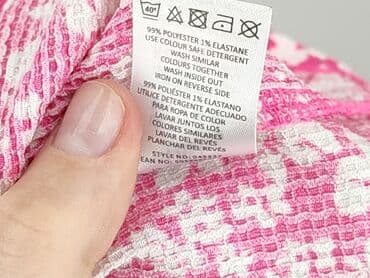 40°
99% POLYESTER 1% ELASTANE
USE COLOUR SAFE DETERGENT
WASH SIMILAR
COLOURS TOGETHER
WASH INSIDE OUT
IRON ON REVERSE SIDE
99% POLIÉSTER 1% ELASTANO
UTILICE DETERGENTE ADECUADO
PARA ROPA DE COLOR
LAVAR JUNTOS LOS
COLORES SIMILARES
LAVAR DEL REVÉS
PLANCHAR DEL REVÉS
STYLE NO:
EAN NO: